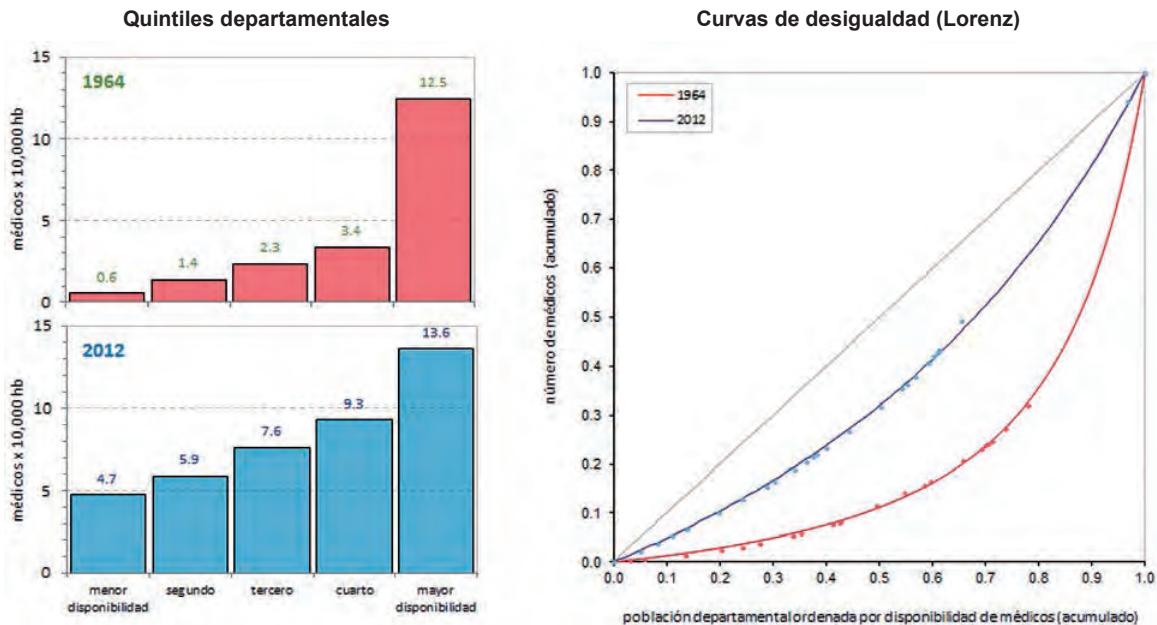 Quintiles departamentales
15
10
5
0
médicos x 10,000 hb
1964
0.6
1.4
2.3
3.4
12.5
15
10
5
0
médicos x 10,000 hb
2012
4.7
5.9
7.6
9.3
13.6
menor disponibilidad
segundo
tercero
cuarto
mayor disponibilidad
Curvas de desigualdad (Lorenz)
1964
2012
1.0
0.9
0.8
0.7
0.6
0.5
0.4
0.3
0.2
0.1
0.0
número de médicos (acumulado)
0.0 0.1 0.2 0.3 0.4 0.5 0.6 0.7 0.8 0.9 1.0
población departamental ordenada por disponibilidad de médicos (acumulado)